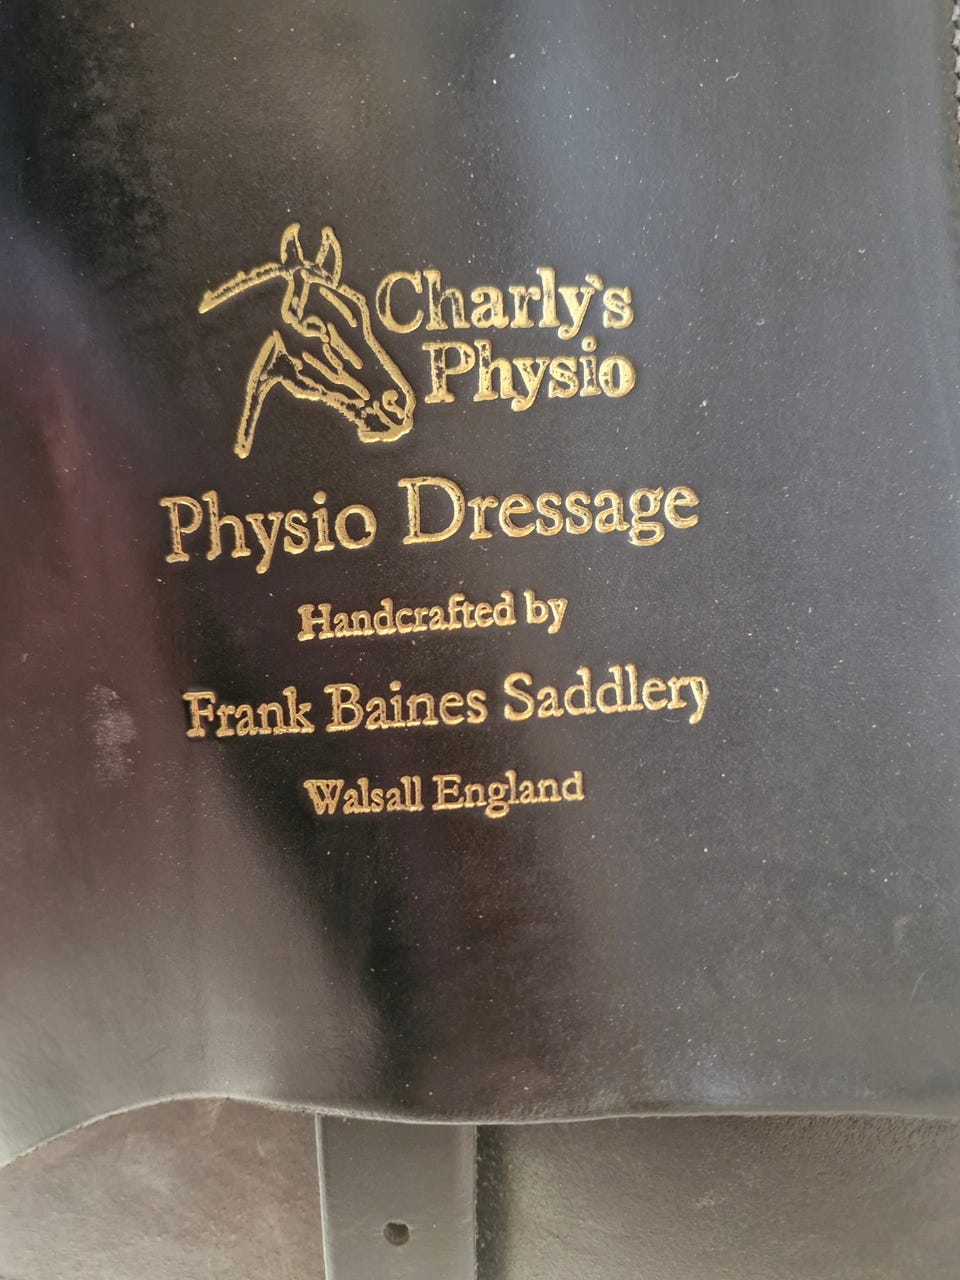 Charly's
Physio
Physio Dressage
Handcrafted by
Frank Baines Saddlery
Walsall England